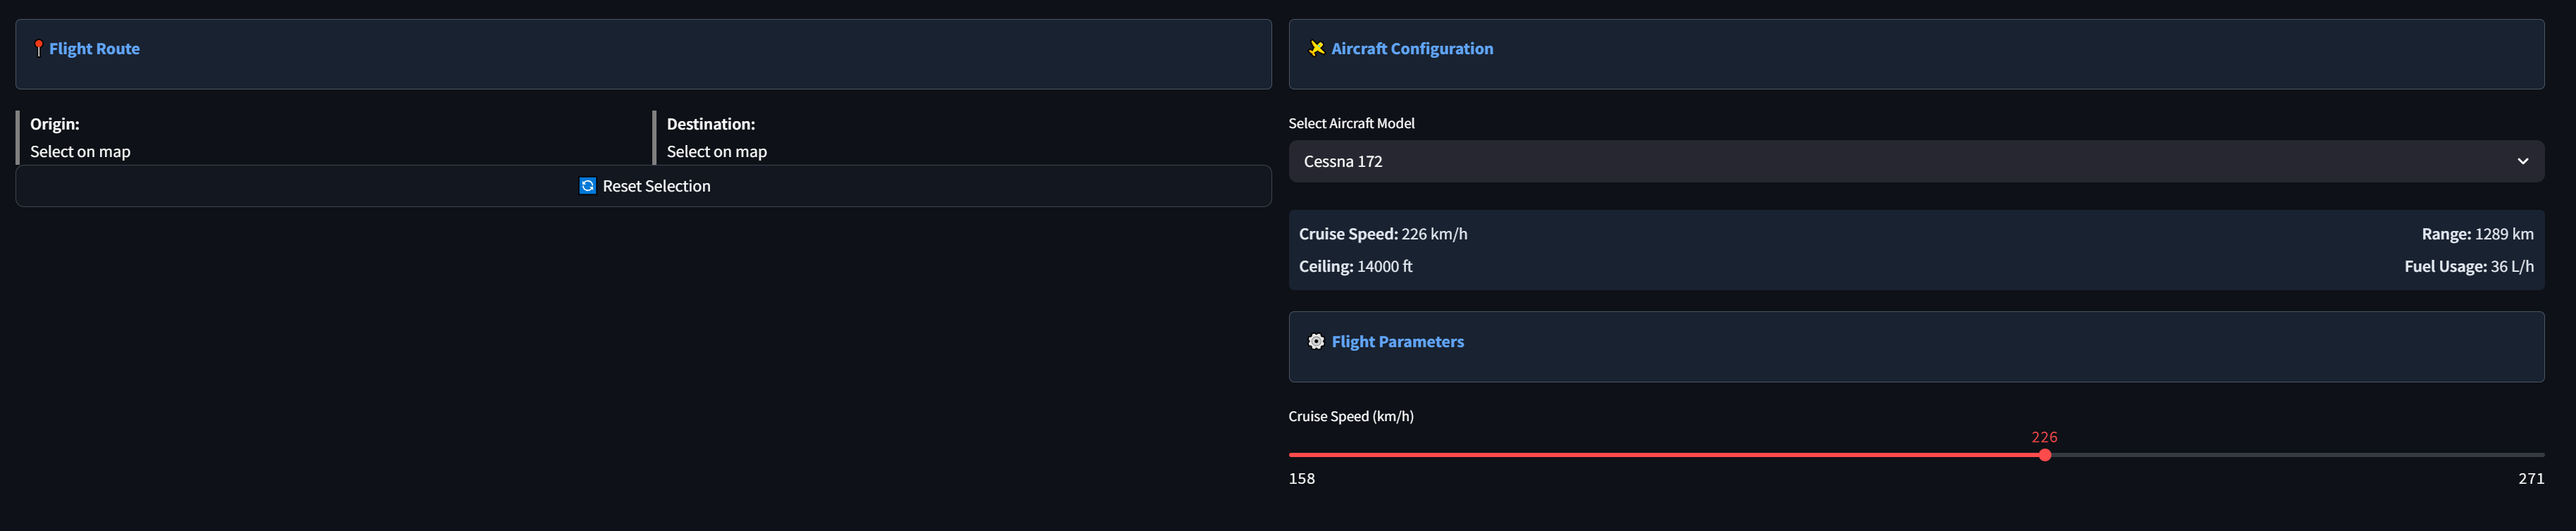 Flight Route
Origin:
Select on map
Destination:
Select on map
Reset Selection
Aircraft Configuration
Select Aircraft Model
Cessna 172
Cruise Speed: 226 km/h
Range: 1289 km
Ceiling: 14000 ft
Fuel Usage: 36 L/h
Flight Parameters
Cruise Speed (km/h)
226
158
271